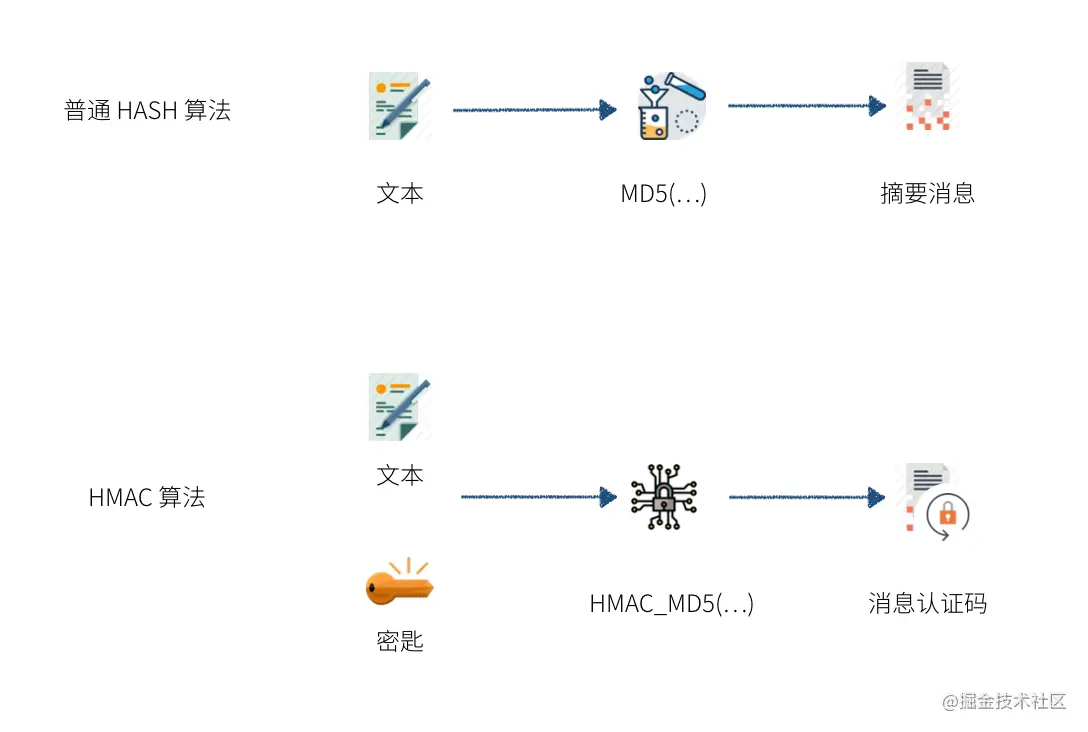 普通 HASH 算法
文本
MD5(…)
摘要消息
文本
HMAC 算法
密匙
HMAC_MD5(…)
消息认证码
@掘金技术社区